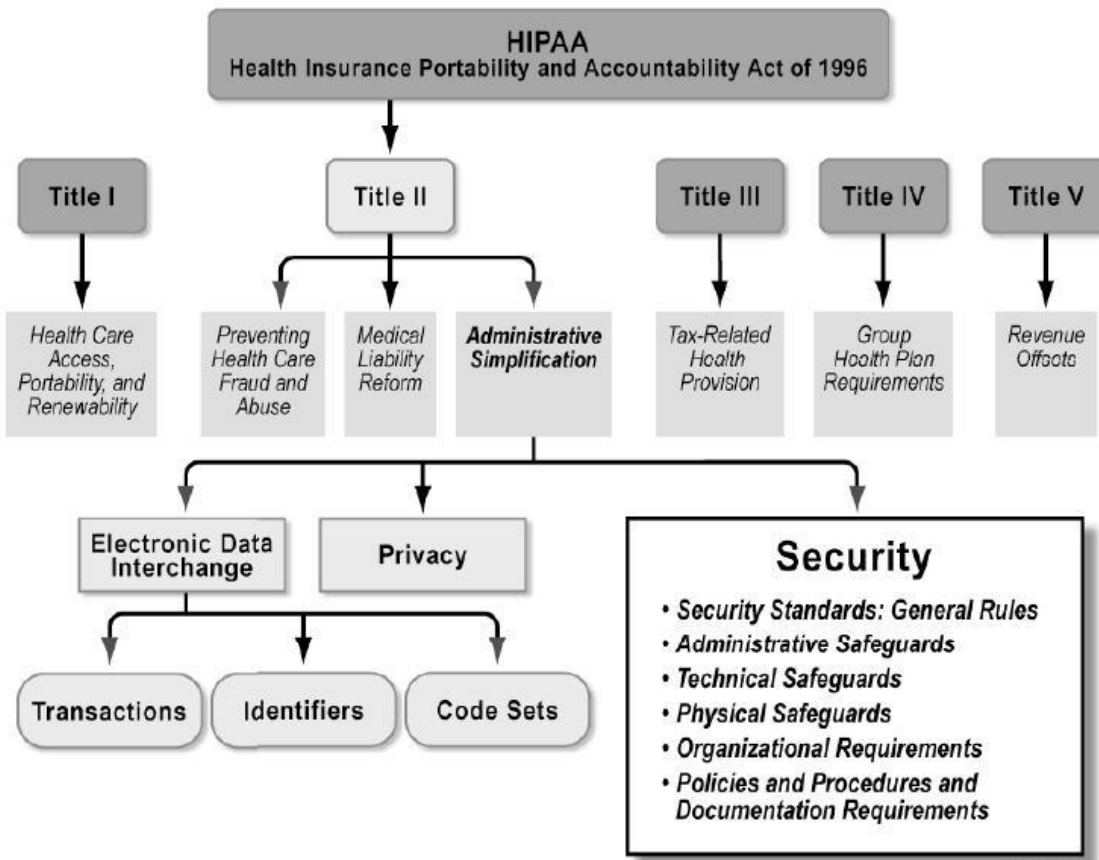 HIPAA
Health Insurance Portability and Accountability Act of 1996
Title I
Title II
Title III
Title IV
Title V
Health Care
Access,
Portability, and
Renewability
Preventing
Health Care
Fraud and
Abuse
Medical
Liability
Reform
Administrative
Simplification
Tax-Related
Health
Provision
Group
Health Plan
Requirements
Revenue
Offsets
Electronic Data
Interchange
Privacy
Security
• Security Standards: General Rules
• Administrative Safeguards
• Technical Safeguards
• Physical Safeguards
• Organizational Requirements
• Policies and Procedures and
Documentation Requirements
Transactions
Identifiers
Code Sets